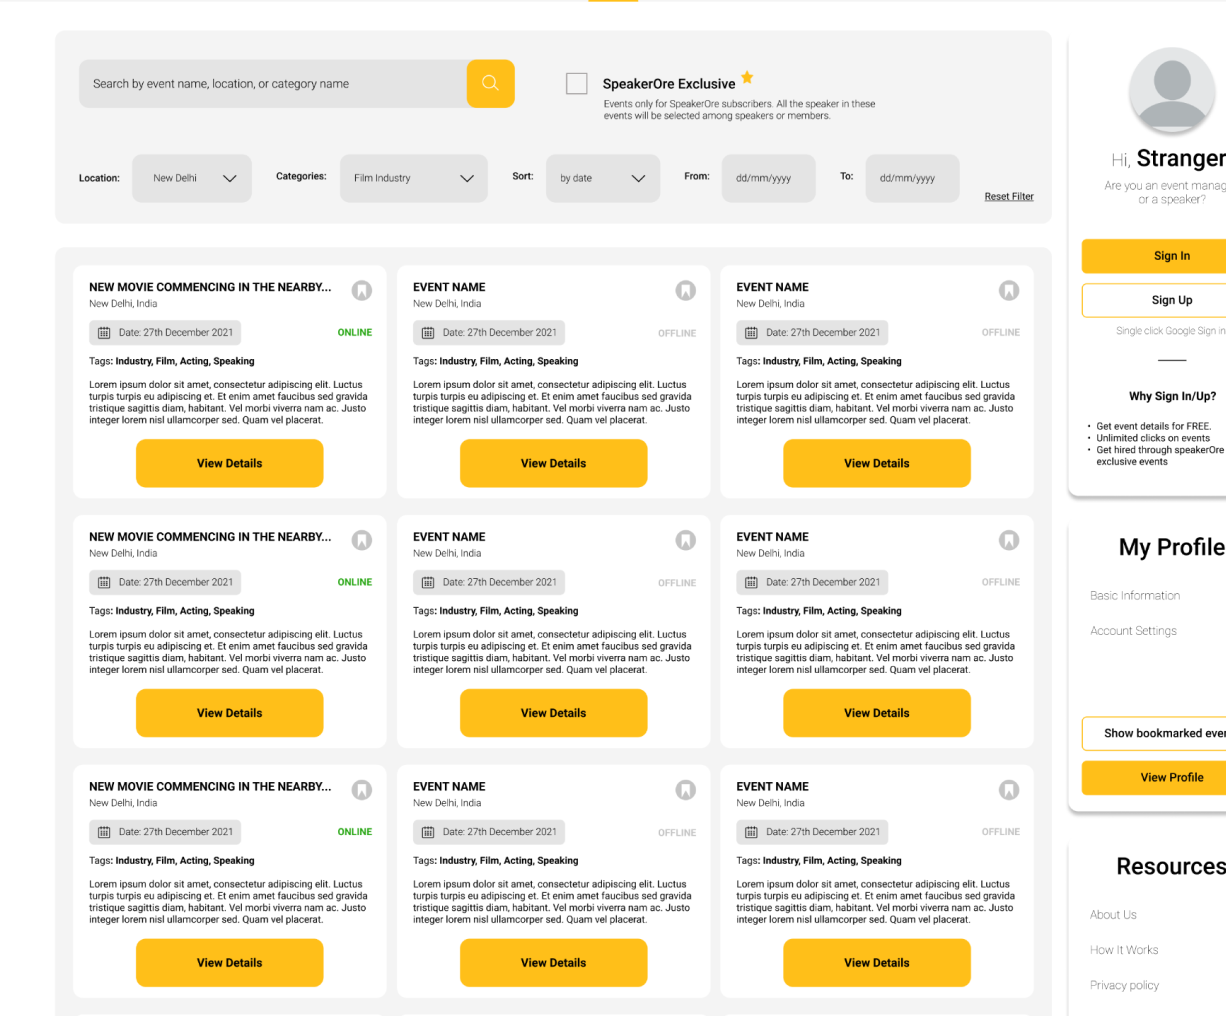 Search by event name, location, or category name
SpeakerOre Exclusive
Events only for SpeakerOre subscribers. All the speaker in these
events will be selected among speakers or members.
Location:
New Delhi
Categories:
Film Industry
Sort:
by date
From:
dd/mm/yyyy
To:
dd/mm/yyyy
Reset Filter
NEW MOVIE COMMENCING IN THE NEARBY...
New Delhi, India
Date: 27th December 2021
ONLINE
Tags: Industry, Film, Acting, Speaking
Lorem ipsum dolor sit amet, consectetur adipiscing elit. Luctus
turpis turpis eu adipiscing et. Et enim amet faucibus sed gravida
tristique sagittis diam, habitant. Vel morbi viverra nam ac. Justo
integer lorem nisl ullamcorper sed. Quam vel placerat.
View Details
EVENT NAME
New Delhi, India
Date: 27th December 2021
OFFLINE
Tags: Industry, Film, Acting, Speaking
Lorem ipsum dolor sit amet, consectetur adipiscing elit. Luctus
turpis turpis eu adipiscing et. Et enim amet faucibus sed gravida
tristique sagittis diam, habitant. Vel morbi viverra nam ac. Justo
integer lorem nisl ullamcorper sed. Quam vel placerat.
View Details
EVENT NAME
New Delhi, India
Date: 27th December 2021
OFFLINE
Tags: Industry, Film, Acting, Speaking
Lorem ipsum dolor sit amet, consectetur adipiscing elit. Luctus
turpis turpis eu adipiscing et. Et enim amet faucibus sed gravida
tristique sagittis diam, habitant. Vel morbi viverra nam ac. Justo
integer lorem nisl ullamcorper sed. Quam vel placerat.
View Details
NEW MOVIE COMMENCING IN THE NEARBY...
New Delhi, India
Date: 27th December 2021
ONLINE
Tags: Industry, Film, Acting, Speaking
Lorem ipsum dolor sit amet, consectetur adipiscing elit. Luctus
turpis turpis eu adipiscing et. Et enim amet faucibus sed gravida
tristique sagittis diam, habitant. Vel morbi viverra nam ac. Justo
integer lorem nisl ullamcorper sed. Quam vel placerat.
View Details
EVENT NAME
New Delhi, India
Date: 27th December 2021
OFFLINE
Tags: Industry, Film, Acting, Speaking
Lorem ipsum dolor sit amet, consectetur adipiscing elit. Luctus
turpis turpis eu adipiscing et. Et enim amet faucibus sed gravida
tristique sagittis diam, habitant. Vel morbi viverra nam ac. Justo
integer lorem nisl ullamcorper sed. Quam vel placerat.
View Details
EVENT NAME
New Delhi, India
Date: 27th December 2021
OFFLINE
Tags: Industry, Film, Acting, Speaking
Lorem ipsum dolor sit amet, consectetur adipiscing elit. Luctus
turpis turpis eu adipiscing et. Et enim amet faucibus sed gravida
tristique sagittis diam, habitant. Vel morbi viverra nam ac. Justo
integer lorem nisl ullamcorper sed. Quam vel placerat.
View Details
NEW MOVIE COMMENCING IN THE NEARBY...
New Delhi, India
Date: 27th December 2021
ONLINE
Tags: Industry, Film, Acting, Speaking
Lorem ipsum dolor sit amet, consectetur adipiscing elit. Luctus
turpis turpis eu adipiscing et. Et enim amet faucibus sed gravida
tristique sagittis diam, habitant. Vel morbi viverra nam ac. Justo
integer lorem nisl ullamcorper sed. Quam vel placerat.
View Details
EVENT NAME
New Delhi, India
Date: 27th December 2021
OFFLINE
Tags: Industry, Film, Acting, Speaking
Lorem ipsum dolor sit amet, consectetur adipiscing elit. Luctus
turpis turpis eu adipiscing et. Et enim amet faucibus sed gravida
tristique sagittis diam, habitant. Vel morbi viverra nam ac. Justo
integer lorem nisl ullamcorper sed. Quam vel placerat.
View Details
EVENT NAME
New Delhi, India
Date: 27th December 2021
OFFLINE
Tags: Industry, Film, Acting, Speaking
Lorem ipsum dolor sit amet, consectetur adipiscing elit. Luctus
turpis turpis eu adipiscing et. Et enim amet faucibus sed gravida
tristique sagittis diam, habitant. Vel morbi viverra nam ac. Justo
integer lorem nisl ullamcorper sed. Quam vel placerat.
View Details
Hi, Stranger
Are you an event manag
or a speaker?
Sign In
Sign Up
Single click Google Sign in
Why Sign In/Up?
• Get event details for FREE.
• Unlimited clicks on events
• Get hired through speakerOre
exclusive events
My Profile
Basic Information
Account Settings
Show bookmarked ever
View Profile
Resources
About Us
How It Works
Privacy policy